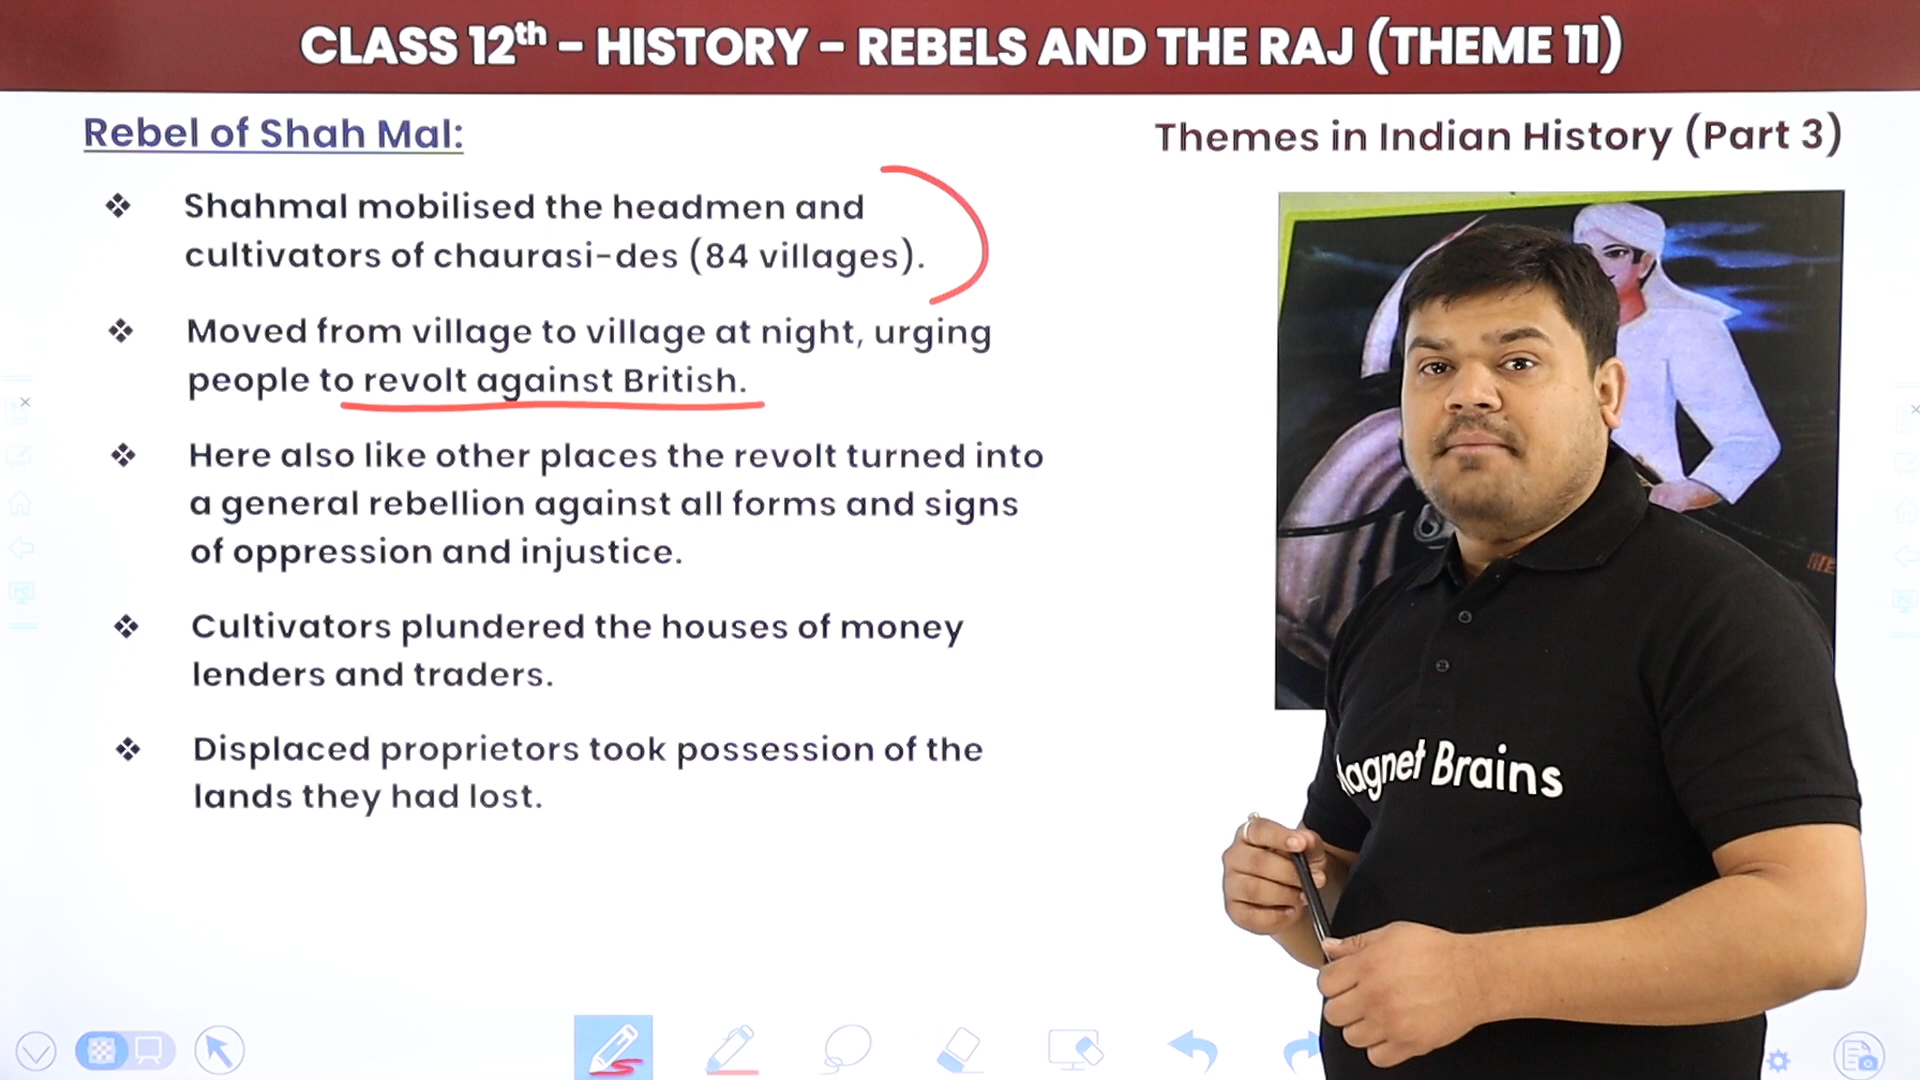 CLASS 12th – HISTORY – REBELS AND THE RAJ (THEME 11)
Rebel of Shah Mal:
Themes in Indian History (Part 3)
❖ Shahmal mobilised the headmen and
cultivators of chaurasi-des (84 villages).
❖ Moved from village to village at night, urging
people to revolt against British.
❖ Here also like other places the revolt turned into
a general rebellion against all forms and signs
of oppression and injustice.
❖ Cultivators plundered the houses of money
lenders and traders.
❖ Displaced proprietors took possession of the
lands they had lost.
Brains